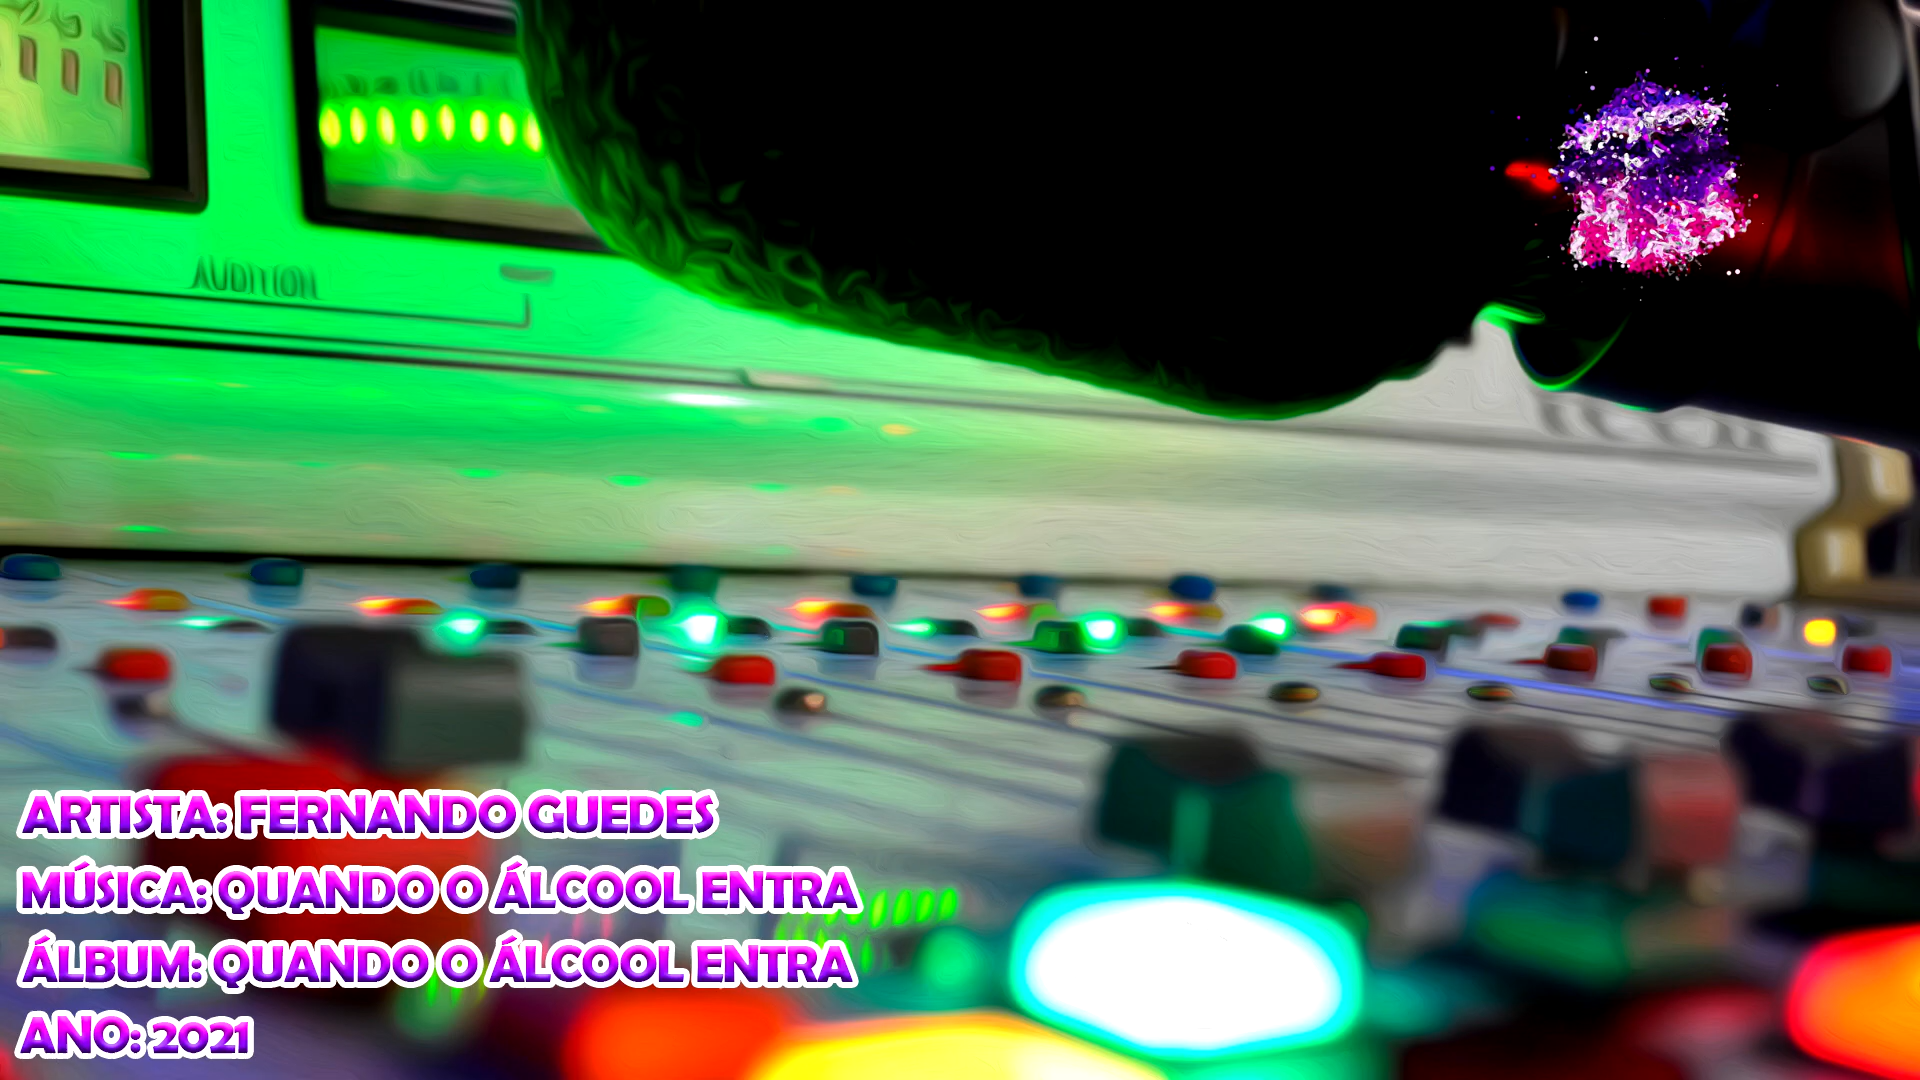 AUDITION
ARTISTA: FERNANDO GUEDES
MÚSICA: QUANDO O ÁLCOOL ENTRA
ÁLBUM: QUANDO O ÁLCOOL ENTRA
ANO: 2021